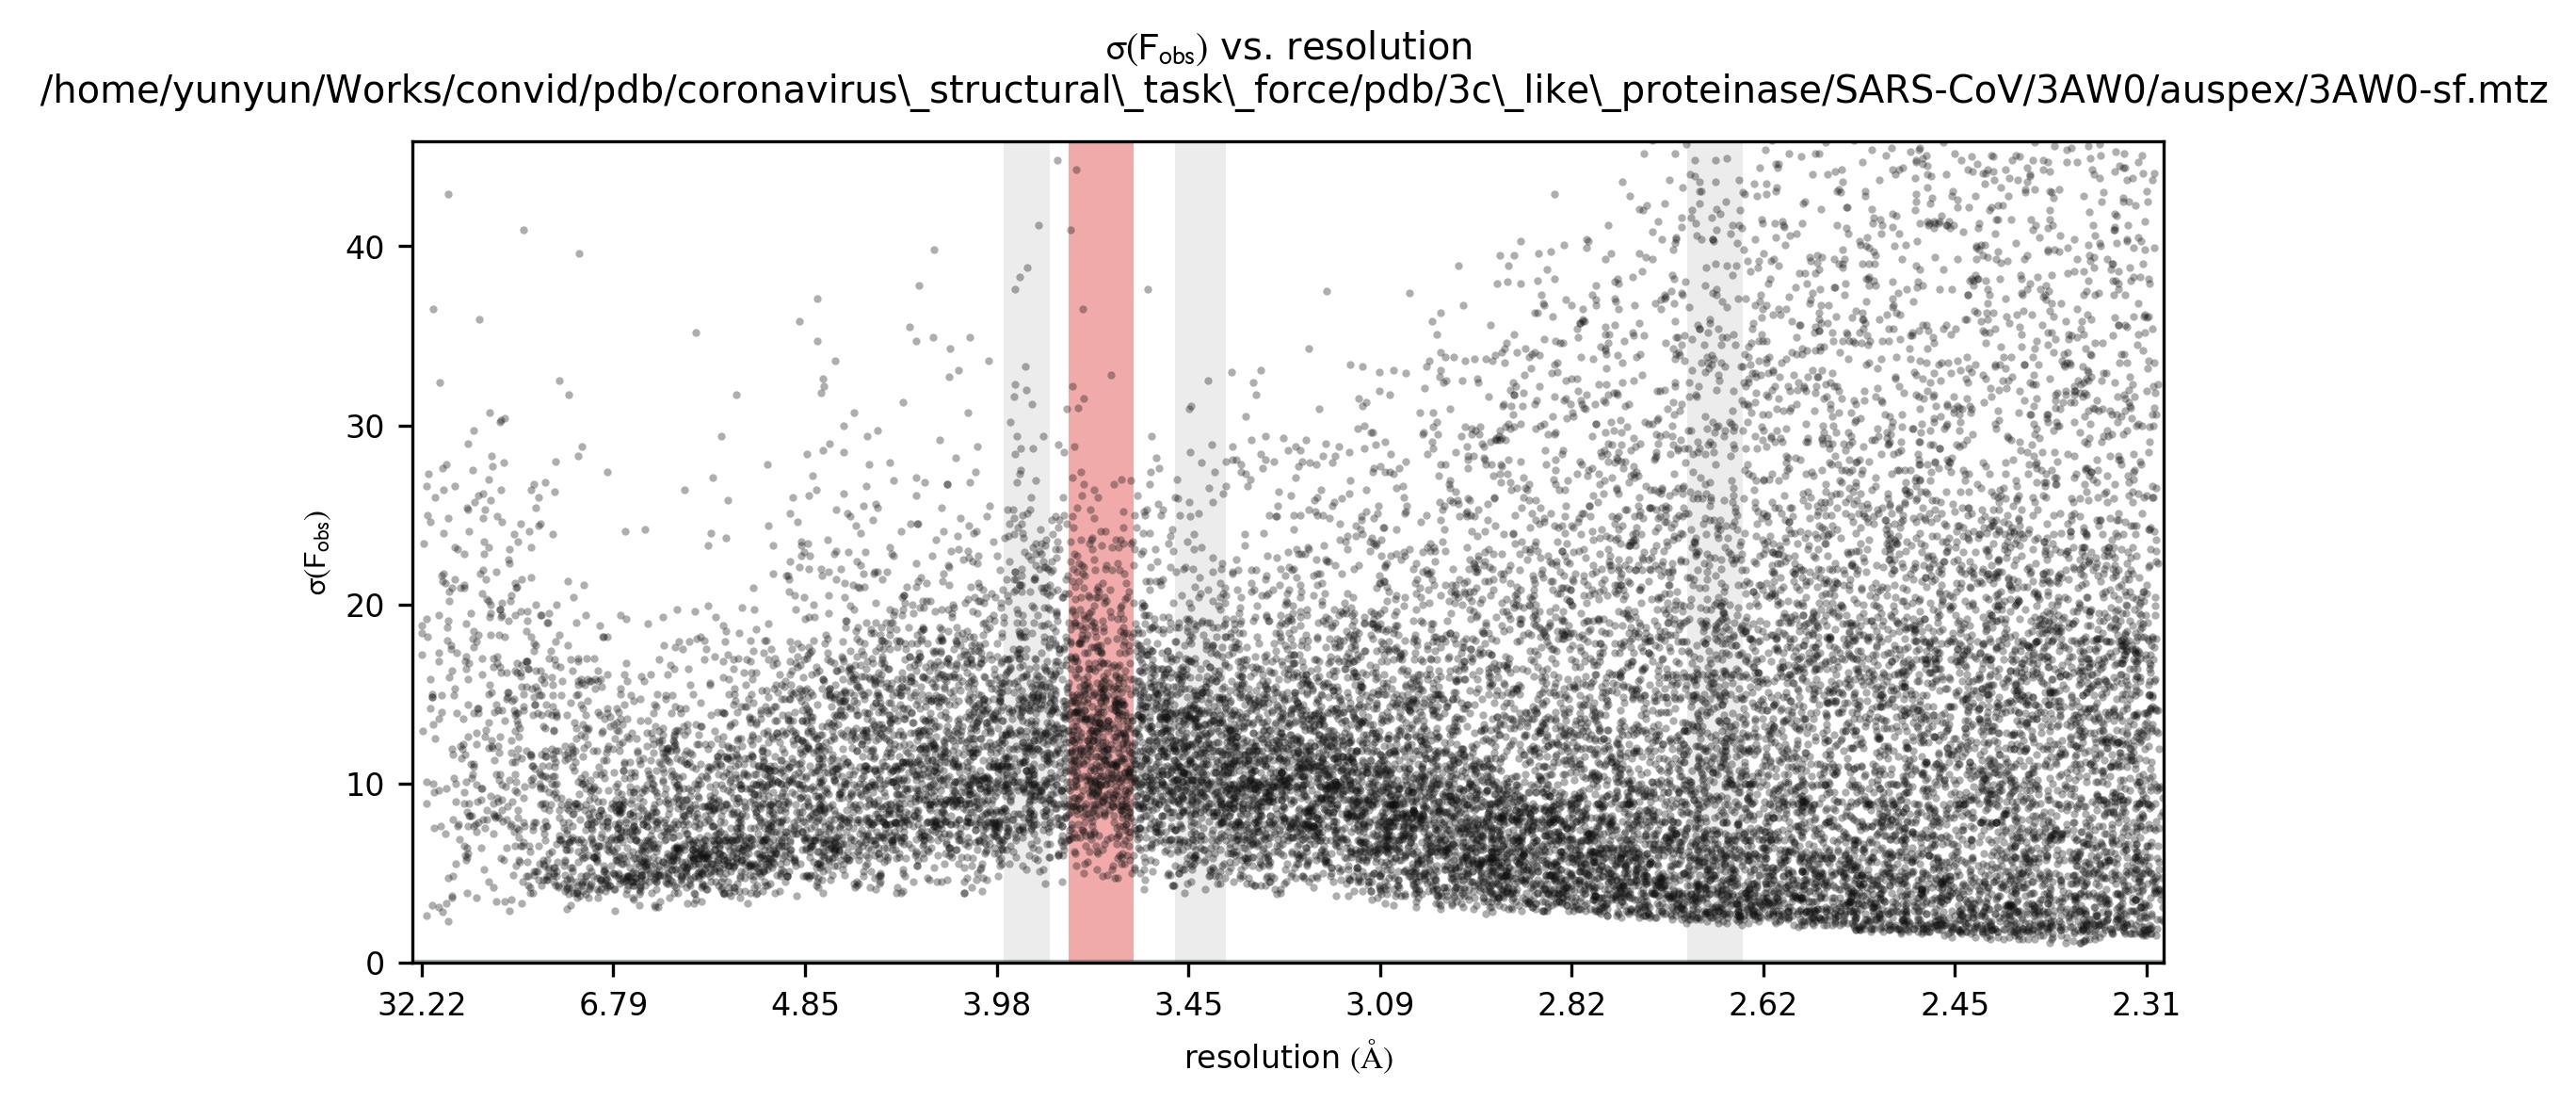 σ(Fobs) vs. resolution
/home/yunyun/Works/convid/pdb/coronavirus\_structural\_task\_force/pdb/3c\_like\_proteinase/SARS-CoV/3AW0/auspex/3AW0-sf.mtz
σ(Fobs)
40
30
20
10
0
32.22 6.79 4.85 3.98 3.45 3.09 2.82 2.62 2.45 2.31
resolution (Å)